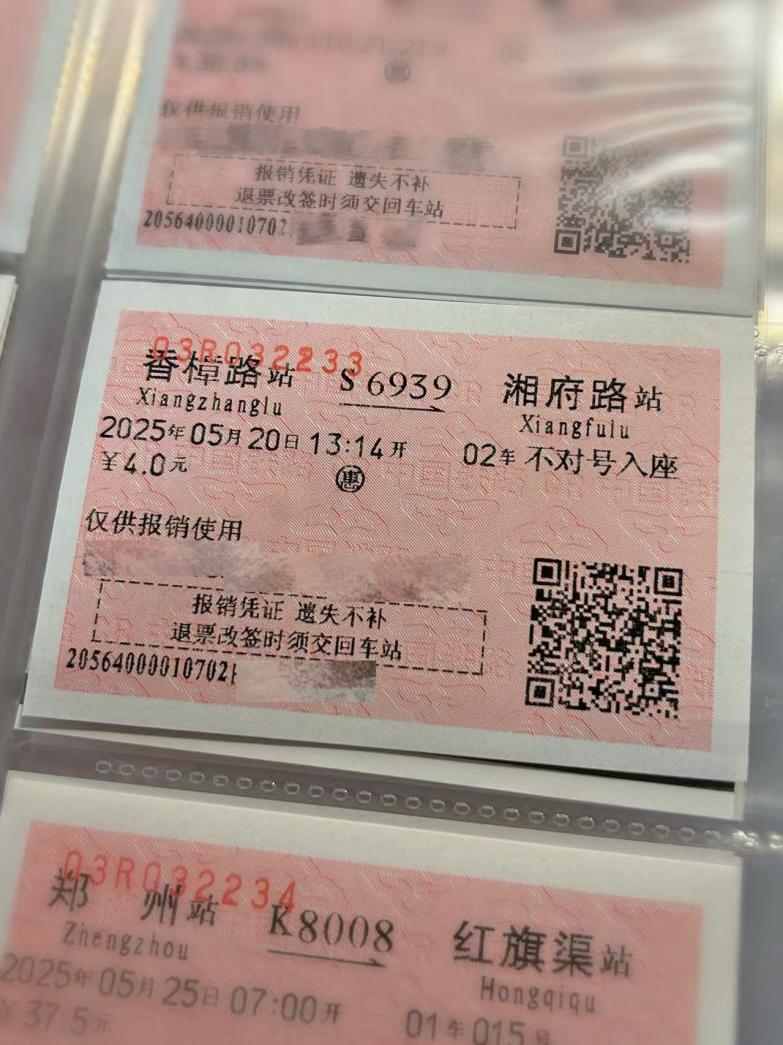 仅供报销使用
报销凭证 遗失不补
退票改签时须交回车站
20564000010702
03R032233
香樟路站 S6939 湘府路站
Xiangzhanglu Xiangfulu
2025年05月20日13:14开 02车 不对号入座
￥4.0元 惠
仅供报销使用
报销凭证 遗失不补
退票改签时须交回车站
20564000010702
03R032234
郑 州站 K8008 红旗渠站
Zhengzhou Hongqiqu
2025年05月25日07:00开 01车015号
￥37.5元